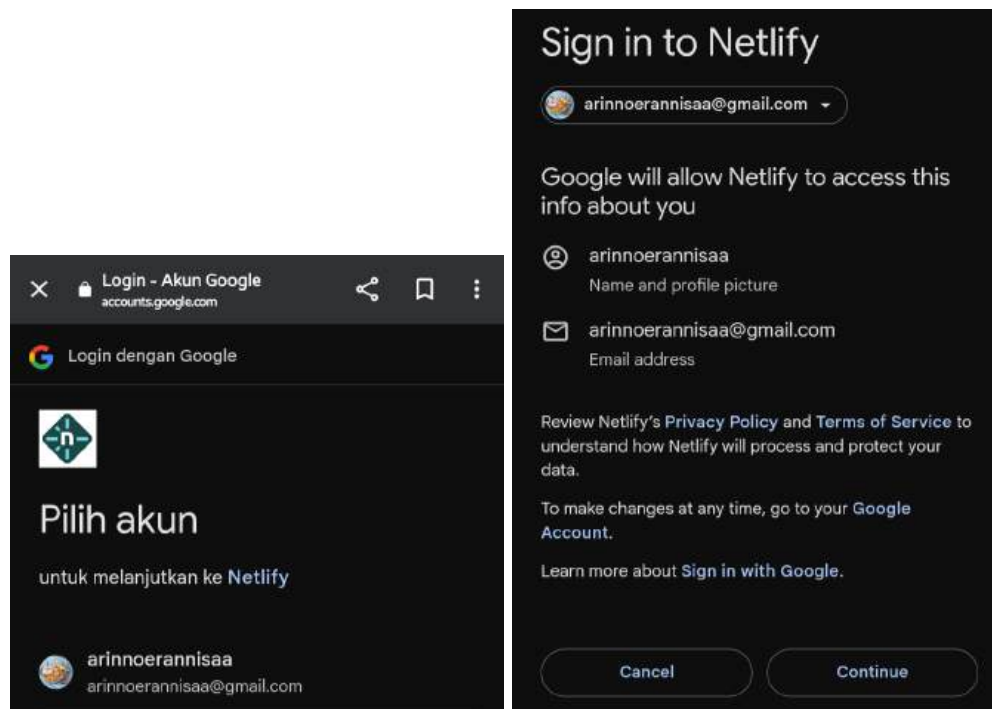 Login - Akun Google
accounts.google.com
Login dengan Google
n
Pilih akun
untuk melanjutkan ke Netlify
arinnoerannisaa
arinnoerannisaa@gmail.com
Sign in to Netlify
arinnoerannisaa@gmail.com
Google will allow Netlify to access this
info about you
arinnoerannisaa
Name and profile picture
arinnoerannisaa@gmail.com
Email address
Review Netlify's Privacy Policy and Terms of Service to
understand how Netlify will process and protect your
data.
To make changes at any time, go to your Google
Account.
Learn more about Sign in with Google.
Cancel
Continue